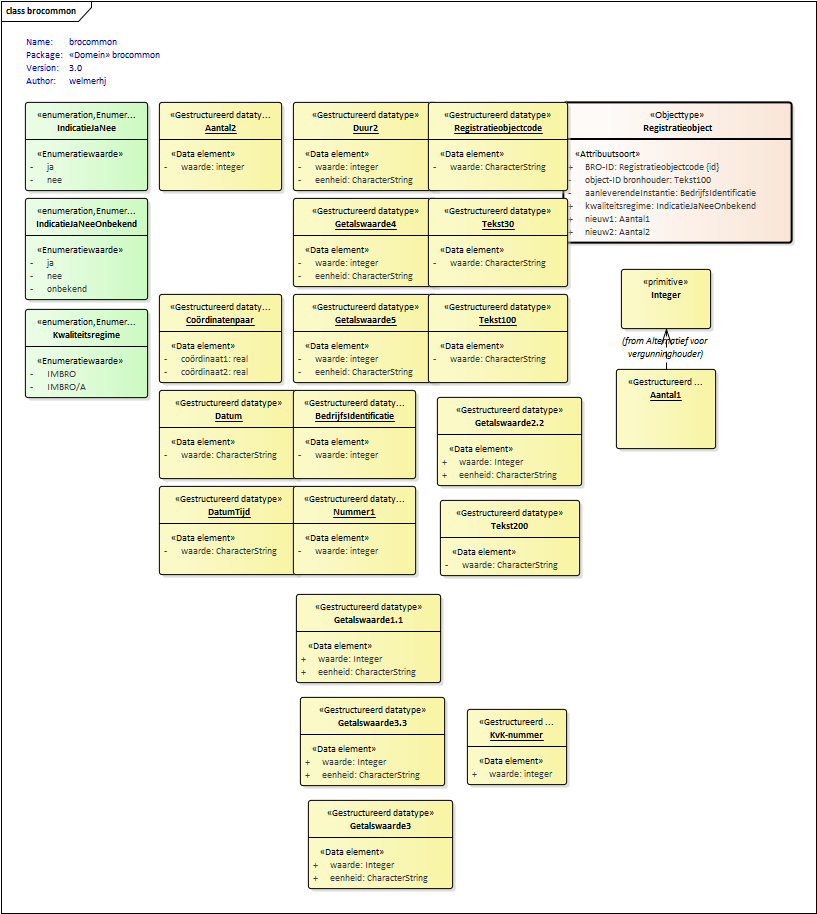 class brocommon
Name: brocommon
Package: «Domein» brocommon
Version: 3.0
Author: welmerhj
«enumeration,Enumer...
IndicatieJaNee
«Enumeratiewaarde»
- ja
- nee
«Gestructureerd dataty...
Aantal2
«Data element»
- waarde: integer
«Gestructureerd datatype»
Duur2
«Data element»
- waarde: integer
- eenheid: CharacterString
«Gestructureerd datatype»
Registratieobjectcode
«Data element»
- waarde: CharacterString
«Objecttype»
Registratieobject
«Attribuutsoort»
+ BRO-ID: Registratieobjectcode {id}
- object-ID bronhouder: Tekst100
- aanleverendeInstantie: BedrijfsIdentificatie
+ kwaliteitsregime: IndicatieJaNeeOnbekend
+ nieuw1: Aantal1
+ nieuw2: Aantal2
«enumeration,Enumer...
IndicatieJaNeeOnbekend
«Enumeratiewaarde»
- ja
- nee
- onbekend
«Gestructureerd datatype»
Getalswaarde4
«Data element»
- waarde: integer
- eenheid: CharacterString
«Gestructureerd datatype»
Tekst30
«Data element»
- waarde: CharacterString
«primitive»
Integer
(from Alternatief voor
vergunninghouder)
«enumeration,Enumer...
Kwaliteitsregime
«Enumeratiewaarde»
- IMBRO
- IMBRO/A
«Gestructureerd dataty...
Coördinatenpaar
«Data element»
- coördinaat1: real
- coördinaat2: real
«Gestructureerd datatype»
Getalswaarde5
«Data element»
- waarde: integer
- eenheid: CharacterString
«Gestructureerd datatype»
Tekst100
«Data element»
- waarde: CharacterString
«Gestructureerd ...
Aantal1
«Gestructureerd datatype»
Datum
«Data element»
- waarde: CharacterString
«Gestructureerd dataty...
BedrijfsIdentificatie
«Data element»
- waarde: integer
«Gestructureerd datatype»
Getalswaarde2.2
«Data element»
+ waarde: Integer
+ eenheid: CharacterString
«Gestructureerd datatype»
DatumTijd
«Data element»
- waarde: CharacterString
«Gestructureerd dataty...
Nummer1
«Data element»
- waarde: integer
«Gestructureerd datatype»
Tekst200
«Data element»
- waarde: CharacterString
«Gestructureerd datatype»
Getalswaarde1.1
«Data element»
+ waarde: Integer
+ eenheid: CharacterString
«Gestructureerd datatype»
Getalswaarde3.3
«Data element»
+ waarde: Integer
+ eenheid: CharacterString
«Gestructureerd ...
KvK-nummer
«Data element»
+ waarde: integer
«Gestructureerd datatype»
Getalswaarde3
«Data element»
+ waarde: Integer
+ eenheid: CharacterString